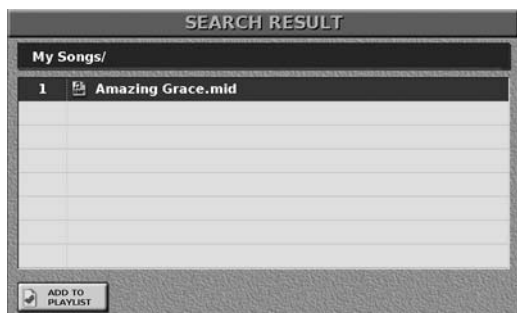 SEARCH RESULT
My Songs/
1 Amazing Grace.mid
ADD TO
PLAYLIST